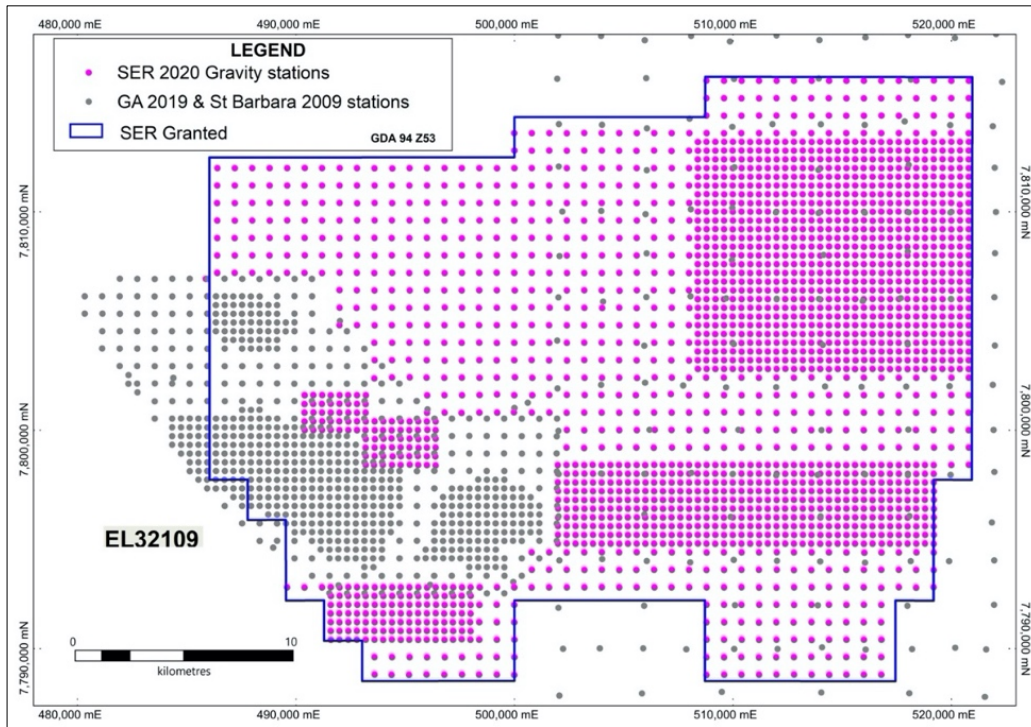 480,000 mE
490,000 mE
500,000 mE
510,000 mE
520,000 mE
LEGEND
SER 2020 Gravity stations
GA 2019 & St Barbara 2009 stations
SER Granted
GDA 94 Z53
7,810,000 mN
7,810,000 mN
7,800,000 mN
7,800,000 mN
EL32109
7,790,000 mN
7,790,000 mN
0
10
kilometres
480,000 mE
490,000 mE
500,000 mE
510,000 mE
520,000 mE